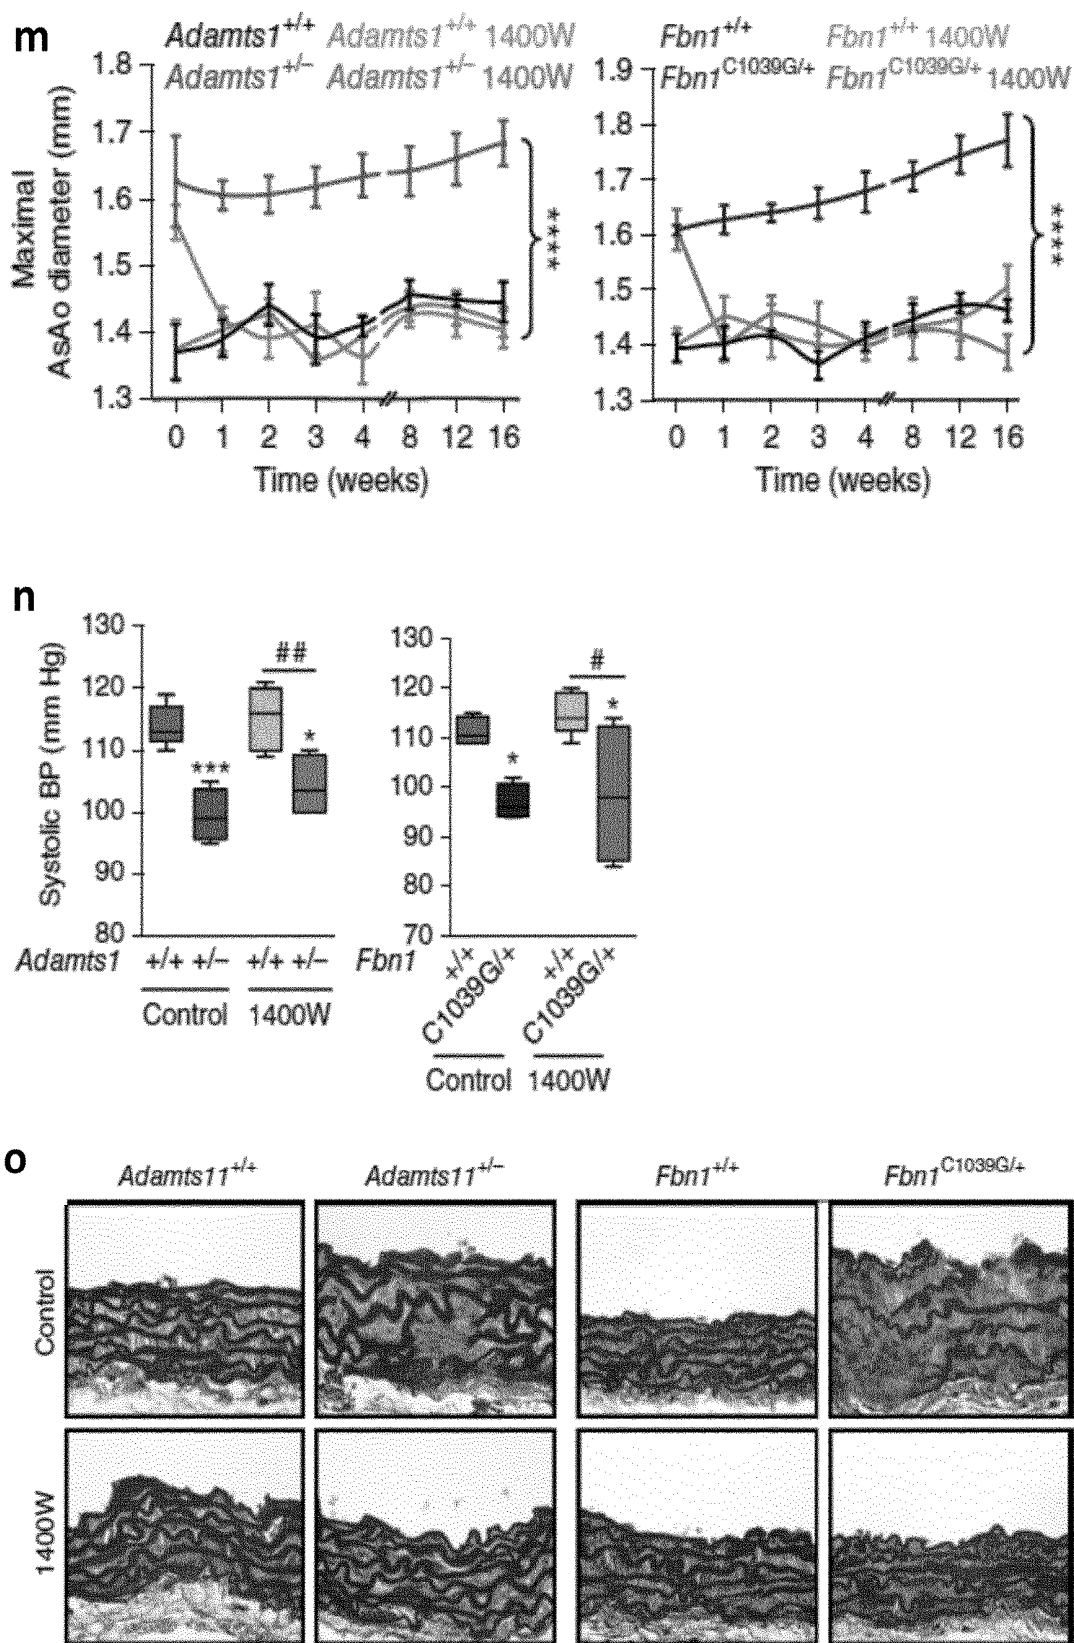 m
Adamts1+/+ Adamts1+/+ 1400W
Adamts1+/– Adamts1+/– 1400W
1.8
1.7
1.6
1.5
1.4
1.3
Maximal
AsAo diameter (mm)
****
0 1 2 3 4 8 12 16
Time (weeks)
Fbn1+/+ Fbn1+/+ 1400W
Fbn1C1039G/+ Fbn1C1039G/+ 1400W
1.9
1.8
1.7
1.6
1.5
1.4
1.3
****
0 1 2 3 4 8 12 16
Time (weeks)
n
Systolic BP (mm Hg)
130
120
110
100
90
80
***
##
*
Adamts1 +/+ +/– +/+ +/–
Control 1400W
130
120
110
100
90
80
70
*
#
*
Fbn1 +/+ C1039G/+ +/+ C1039G/+
Control 1400W
o
Adamts11+/+ Adamts11+/– Fbn1+/+ Fbn1C1039G/+
Control
1400W